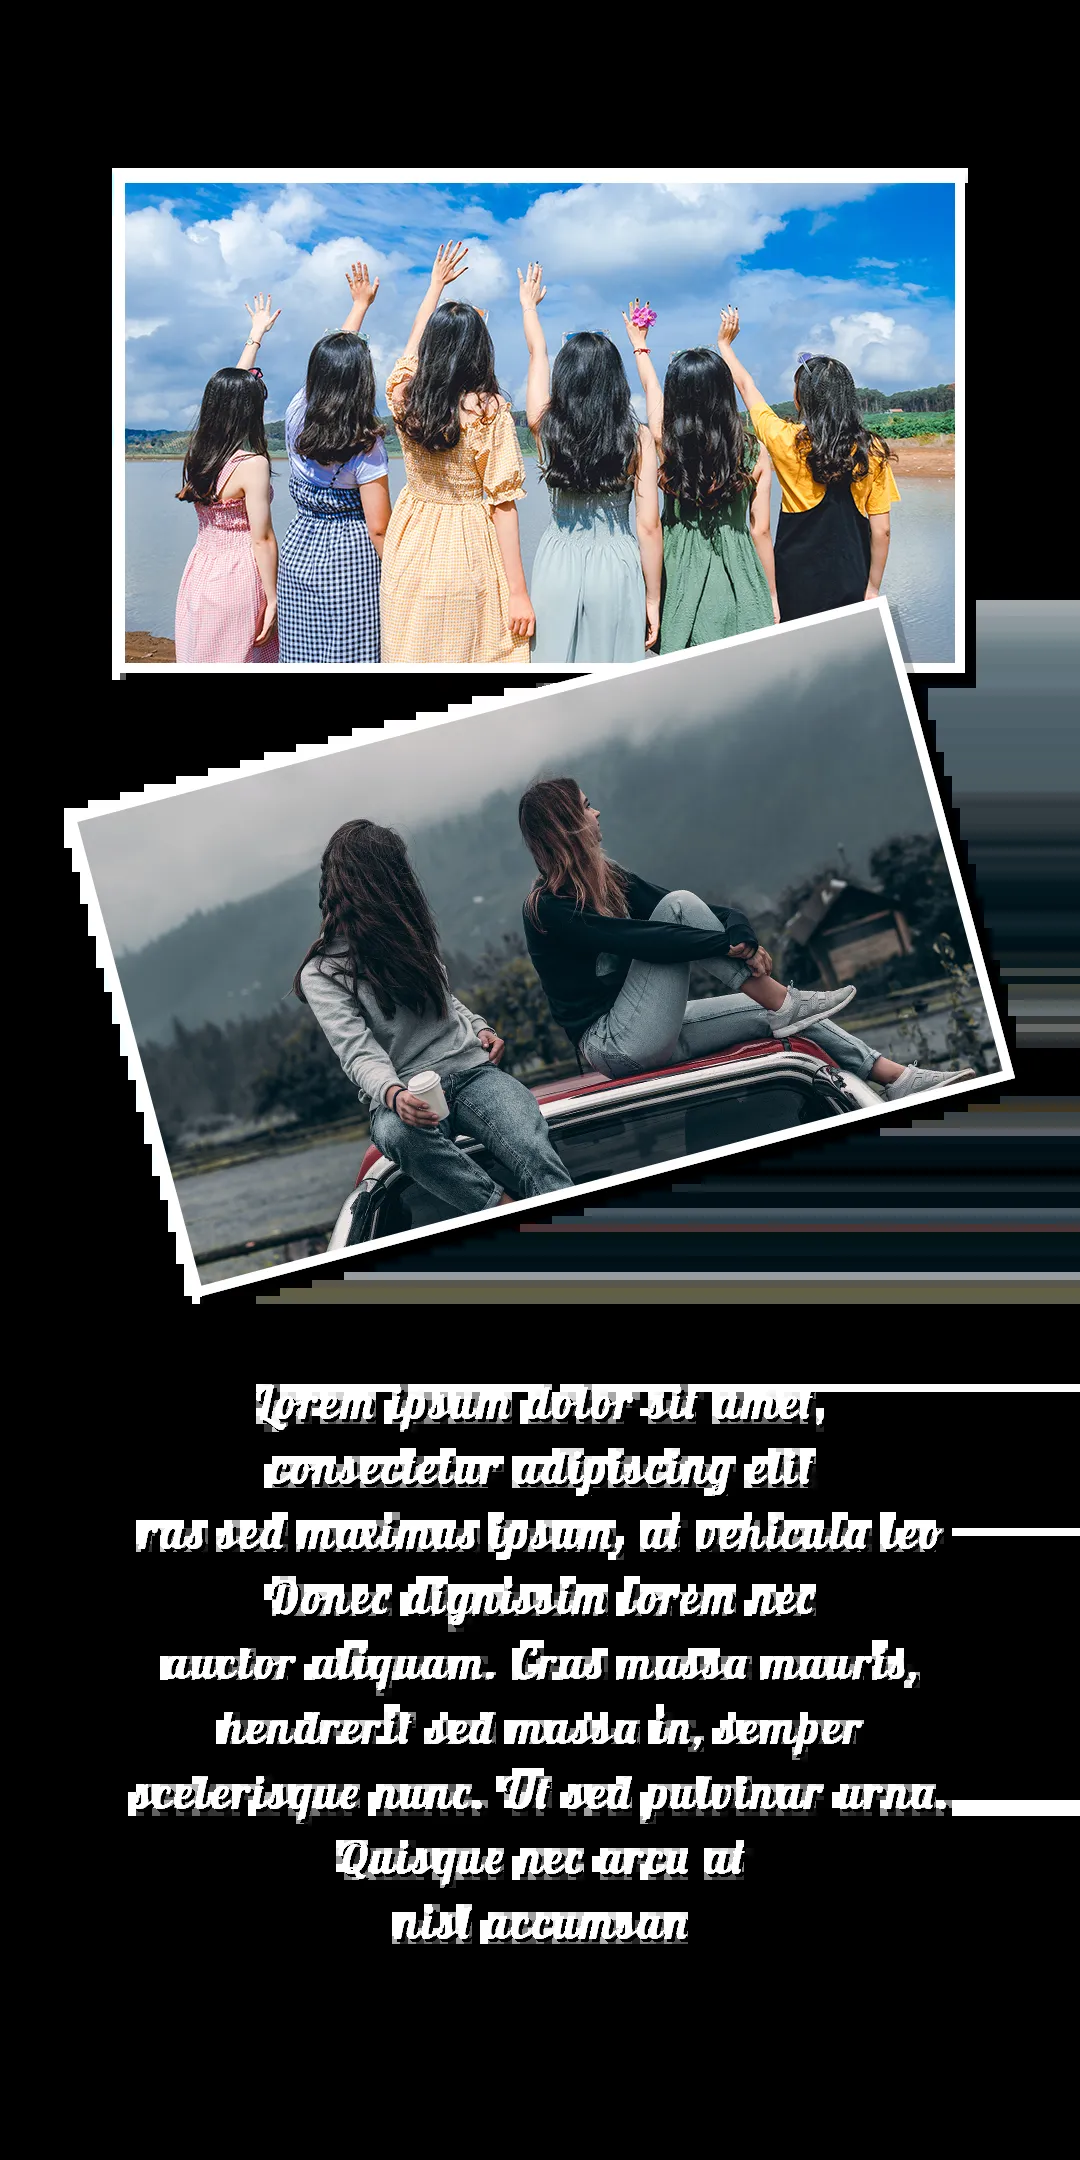 Lorem ipsum dolor sit amet,
consectetur adipiscing elit
ras sed maximus ipsum, at vehicula leo
Donec dignissim lorem nec
auctor aliquam. Cras massa mauris,
hendrerit sed massa in, semper
scelerisque nunc. Ut sed pulvinar urna.
Quisque nec arcu at
nisl accumsan